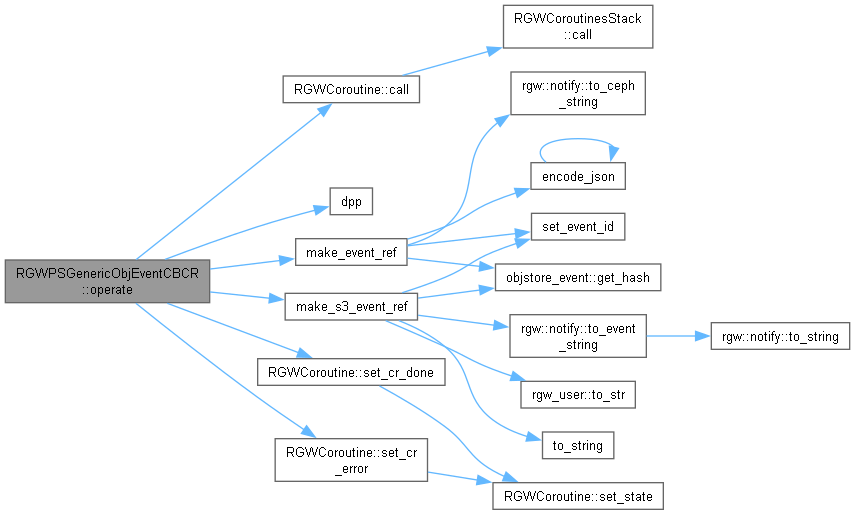 RGWCoroutinesStack
::call
RGWCoroutine::call
rgw::notify::to_ceph
_string
encode_json
dpp
set_event_id
make_event_ref
RGWPSGenericObjEventCBCR
::operate
objstore_event::get_hash
make_s3_event_ref
rgw::notify::to_event
_string
rgw::notify::to_string
RGWCoroutine::set_cr_done
rgw_user::to_str
to_string
RGWCoroutine::set_cr
_error
RGWCoroutine::set_state